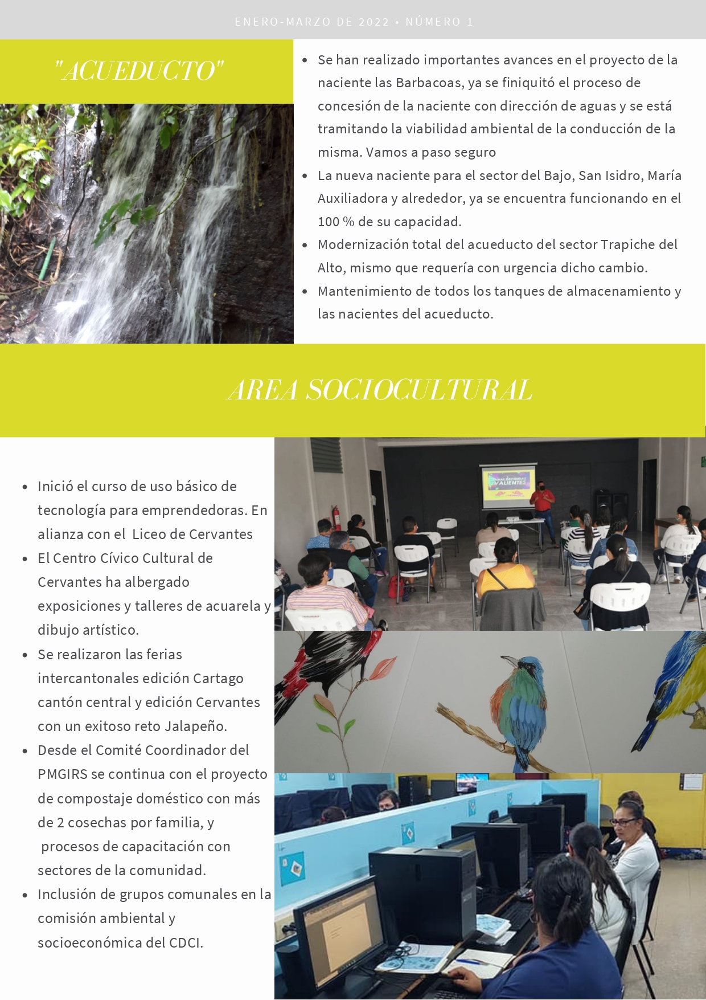 ENERO-MARZO DE 2022 • NÚMERO 1
"ACUEDUCTO"
• Se han realizado importantes avances en el proyecto de la
naciente las Barbacoas, ya se finiquitó el proceso de
concesión de la naciente con dirección de aguas y se está
tramitando la viabilidad ambiental de la conducción de la
misma. Vamos a paso seguro
• La nueva naciente para el sector del Bajo, San Isidro, María
Auxiliadora y alrededor, ya se encuentra funcionando en el
100 % de su capacidad.
• Modernización total del acueducto del sector Trapiche del
Alto, mismo que requería con urgencia dicho cambio.
• Mantenimiento de todos los tanques de almacenamiento y
las nacientes del acueducto.
AREA SOCIOCULTURAL
• Inició el curso de uso básico de
tecnología para emprendedoras. En
alianza con el  Liceo de Cervantes
• El Centro Cívico Cultural de
Cervantes ha albergado
exposiciones y talleres de acuarela y
dibujo artístico.
• Se realizaron las ferias
intercantonales edición Cartago
cantón central y edición Cervantes
con un exitoso reto Jalapeño.
• Desde el Comité Coordinador del
PMGIRS se continua con el proyecto
de compostaje doméstico con más
de 2 cosechas por familia, y
procesos de capacitación con
sectores de la comunidad.
• Inclusión de grupos comunales en la
comisión ambiental y
socioeconómica del CDCI.
VALIENTES